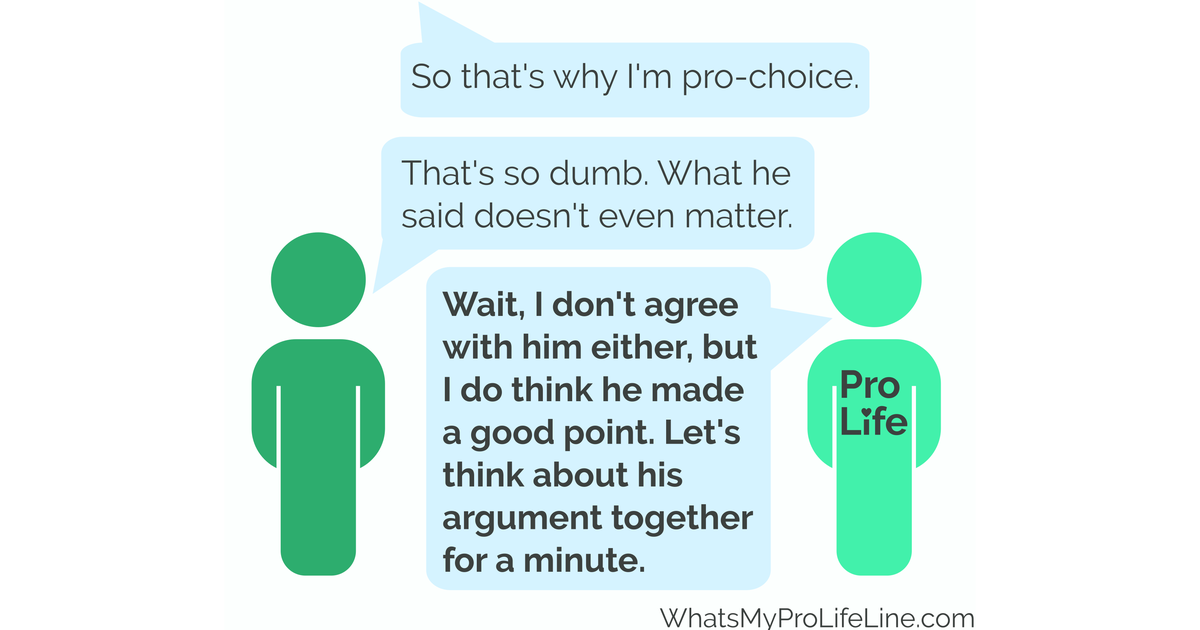 So that's why I'm pro-choice.
That's so dumb. What he
said doesn't even matter.
Wait, I don't agree
with him either, but
I do think he made
a good point. Let's
think about his
argument together
for a minute.
Pro
Life
WhatsMyProLifeLine.com